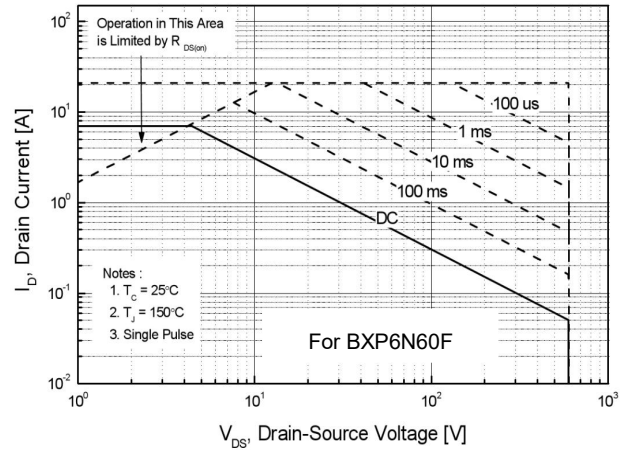 Operation in This Area
is Limited by R DS(on)
10²
10¹
10⁰
10⁻¹
10⁻²
I_D, Drain Current [A]
100 us
1 ms
10 ms
100 ms
DC
Notes :
1. T_C = 25°C
2. T_J = 150°C
3. Single Pulse
For BXP6N60F
10⁰
10¹
10²
10³
V_DS, Drain-Source Voltage [V]